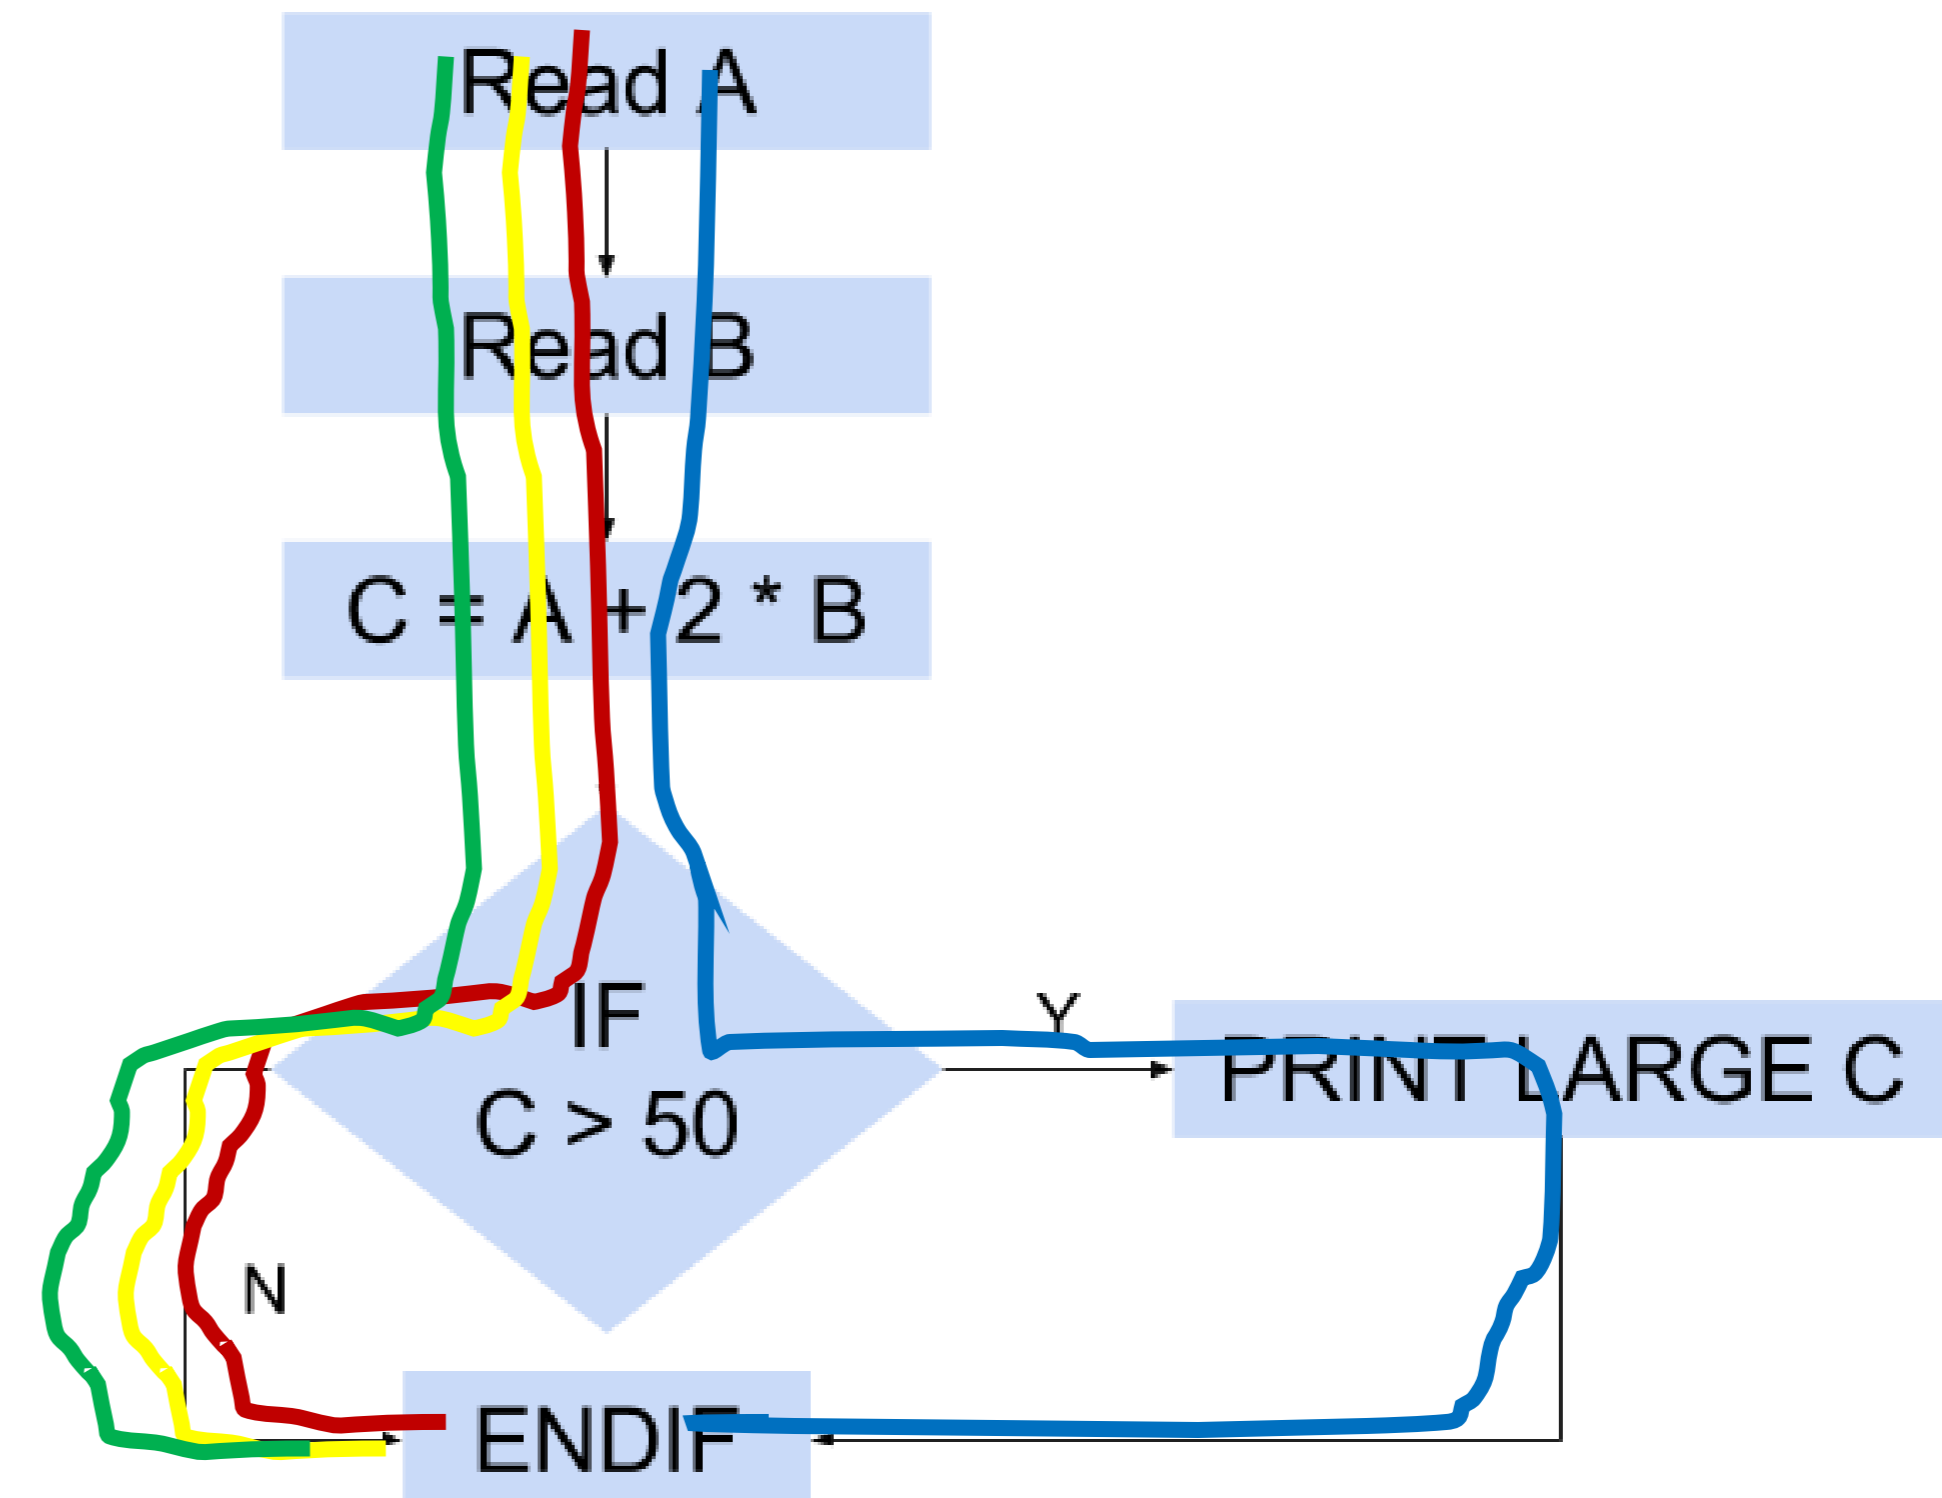 Read A
Read B
C = A + 2 * B
IF
C > 50
Y
PRINT LARGE C
N
ENDIF